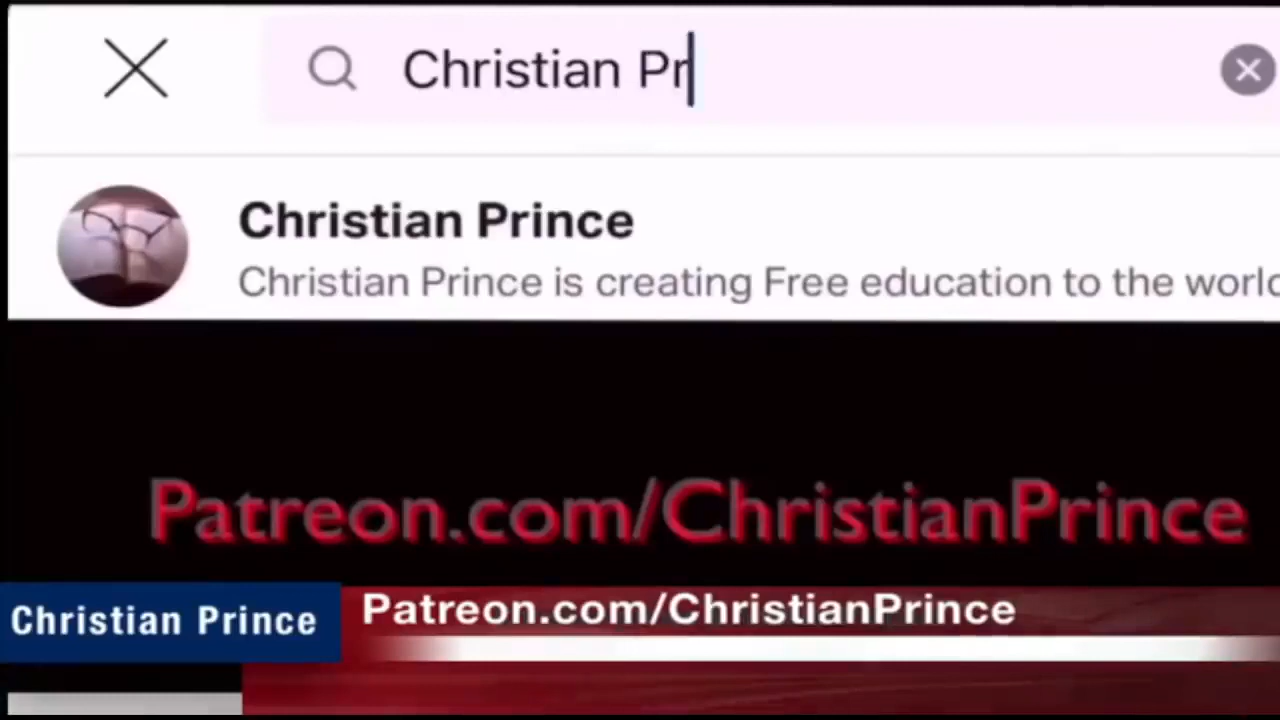 Christian Pr
Christian Prince
Christian Prince is creating Free education to the world
Patreon.com/ChristianPrince
Christian Prince
Patreon.com/ChristianPrince